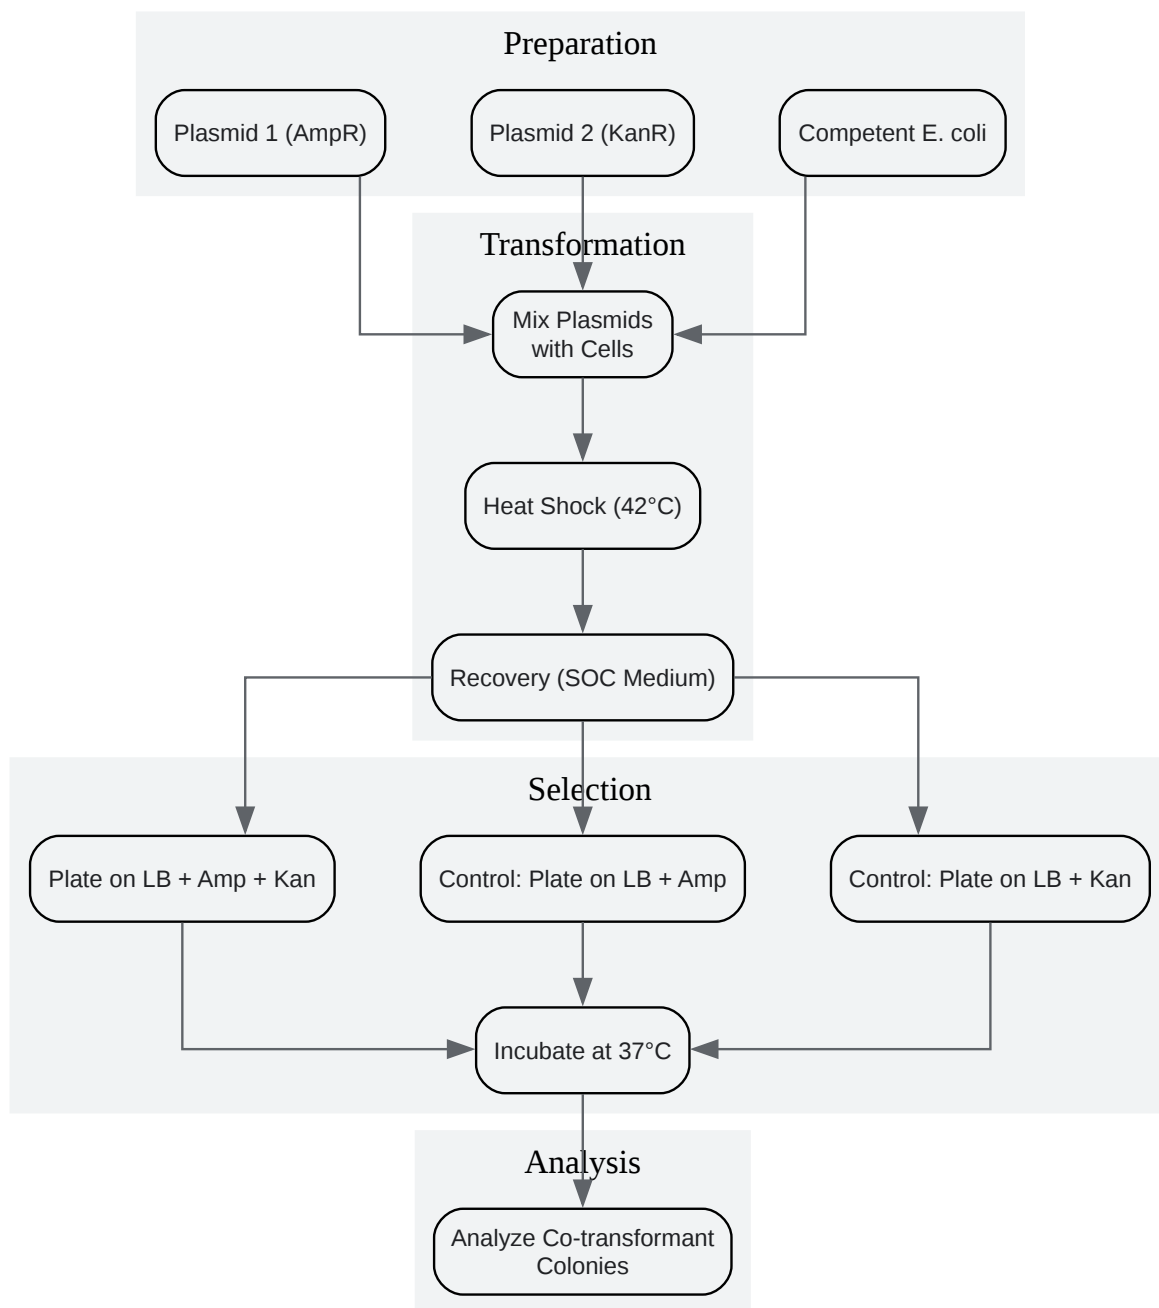 Preparation
Plasmid 1 (AmpR)
Plasmid 2 (KanR)
Competent E. coli
Transformation
Mix Plasmids
with Cells
Heat Shock (42°C)
Recovery (SOC Medium)
Selection
Plate on LB + Amp + Kan
Control: Plate on LB + Amp
Control: Plate on LB + Kan
Incubate at 37°C
Analysis
Analyze Co-transformant
Colonies